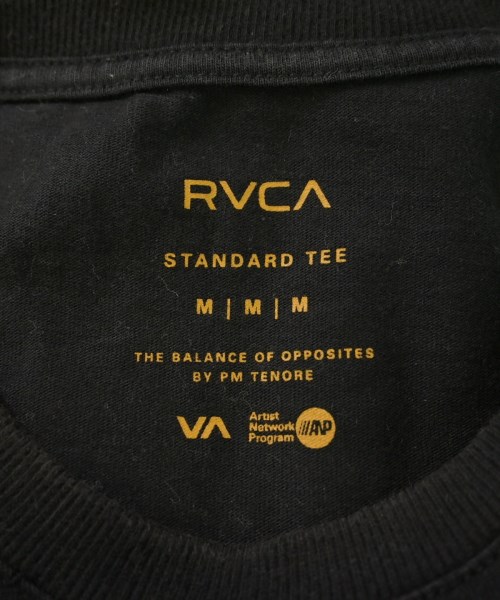 RVCA
STANDARD TEE
M | M | M
THE BALANCE OF OPPOSITES
BY PM TENORE
VA
Artist
Network
Program
ANP